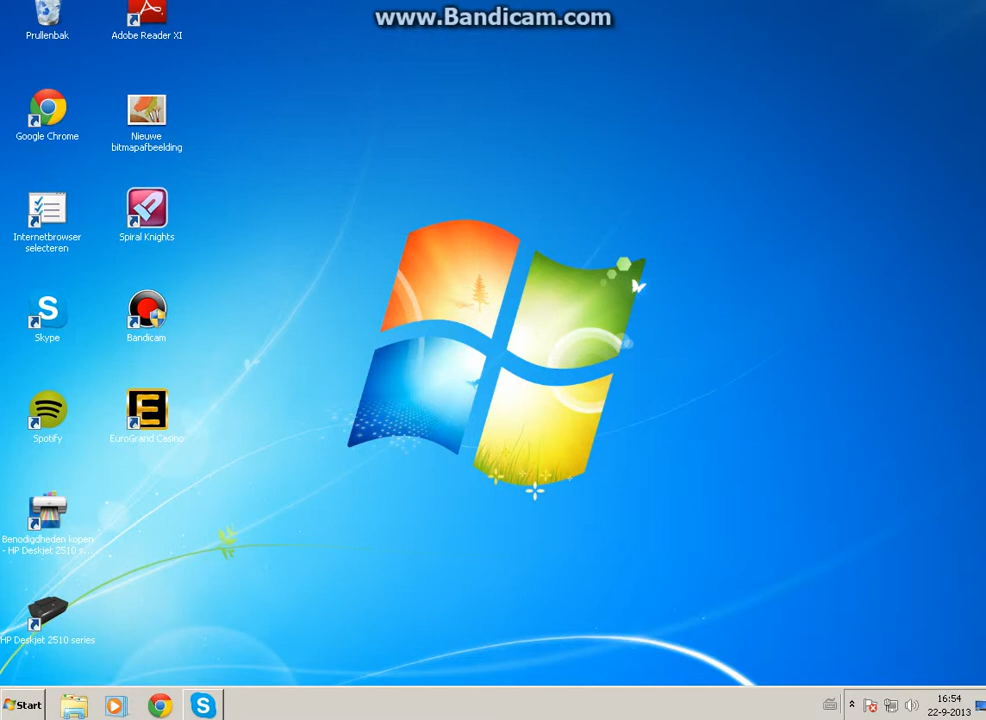 www.Bandicam.com
Prullenbak
Adobe Reader XI
Google Chrome
Nieuwe
bitmapafbeelding
Internetbrowser
selecteren
Spiral Knights
Skype
Bandicam
Spotify
EuroGrand Casino
Benodigdheden kopen
- HP Deskjet 2510 s...
HP Deskjet 2510 series
Start
16:54
22-9-2013